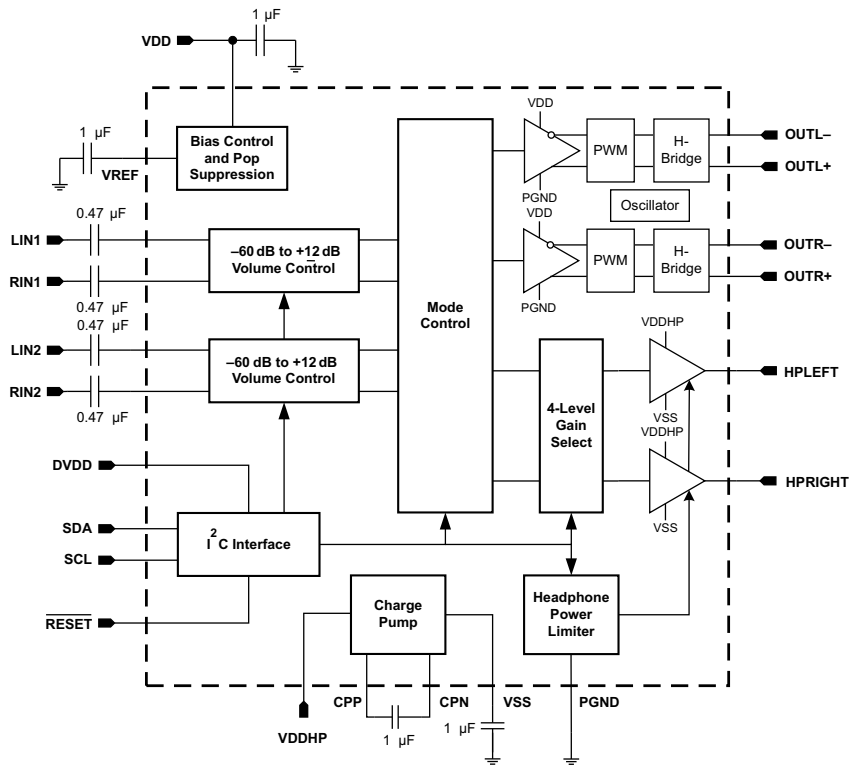 1 µF
VDD
1 µF
VREF
Bias Control
and Pop
Suppression
VDD
PGND
PWM
H-
Bridge
OUTL–
OUTL+
Oscillator
0.47 µF
LIN1
RIN1
0.47 µF
–60 dB to +12 dB
Volume Control
Mode
Control
VDD
PGND
PWM
H-
Bridge
OUTR–
OUTR+
0.47 µF
LIN2
RIN2
0.47 µF
–60 dB to +12 dB
Volume Control
4-Level
Gain
Select
VDDHP
VSS
HPLEFT
VDDHP
VSS
HPRIGHT
DVDD
SDA
SCL
RESET
I2C Interface
Charge
Pump
Headphone
Power
Limiter
CPP
CPN
VSS
PGND
VDDHP
1 µF
1 µF